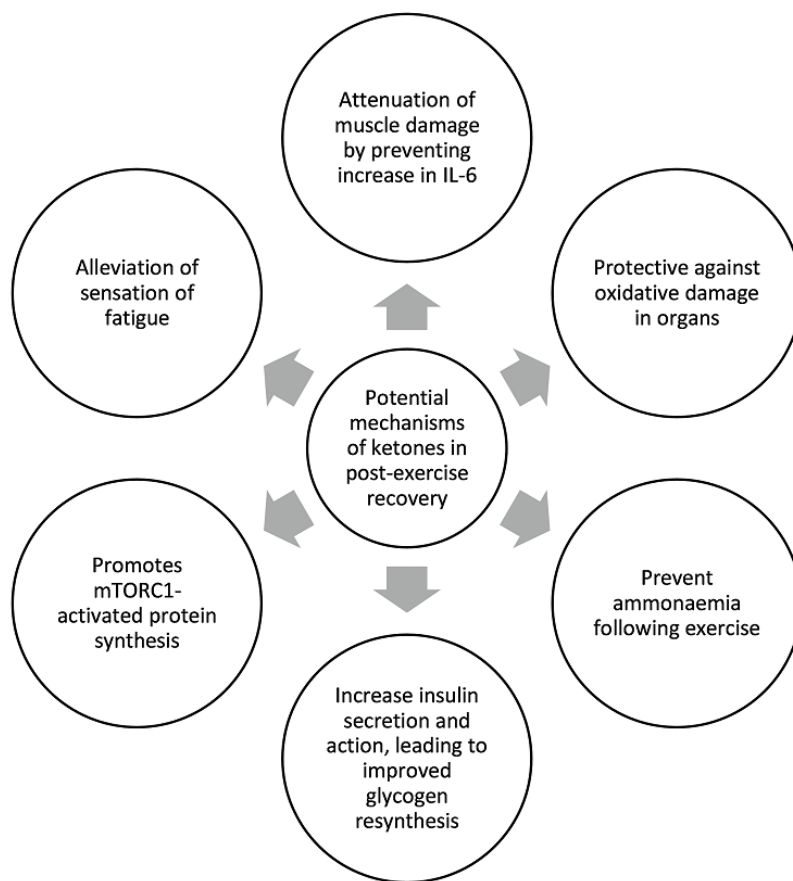 Attenuation of
muscle damage
by preventing
increase in IL-6
Alleviation of
sensation of
fatigue
Protective against
oxidative damage
in organs
Potential
mechanisms
of ketones in
post-exercise
recovery
Promotes
mTORC1-
activated protein
synthesis
Prevent
ammonaemia
following exercise
Increase insulin
secretion and
action, leading to
improved
glycogen
resynthesis